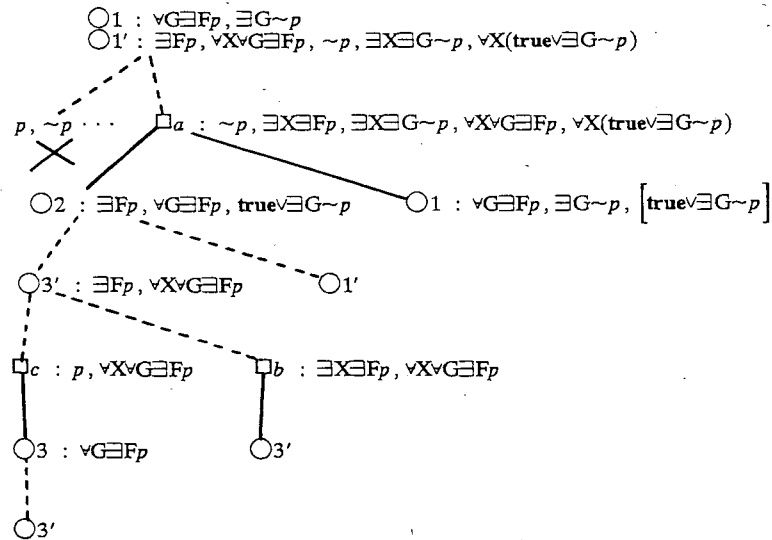 1 : ∀G∃Fp, ∃G~p
1′ : ∃Fp, ∀X∀G∃Fp, ~p, ∃X∃G~p, ∀X(true∨∃G~p)
p, ~p · · · a : ~p, ∃X∃Fp, ∃X∃G~p, ∀X∀G∃Fp, ∀X(true∨∃G~p)
2 : ∃Fp, ∀G∃Fp, true∨∃G~p 1 : ∀G∃Fp, ∃G~p, [true∨∃G~p]
3′ : ∃Fp, ∀X∀G∃Fp 1′
c : p, ∀X∀G∃Fp b : ∃X∃Fp, ∀X∀G∃Fp
3 : ∀G∃Fp 3′
3′